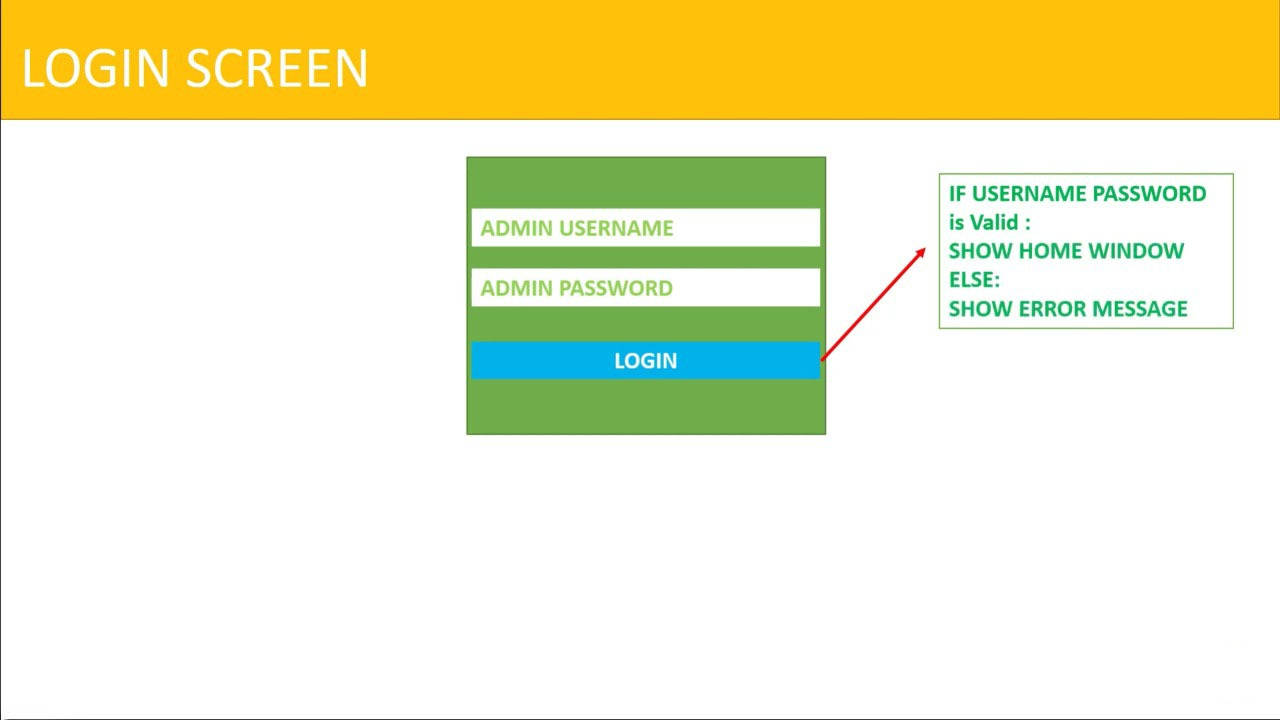 LOGIN SCREEN
ADMIN USERNAME
ADMIN PASSWORD
LOGIN
IF USERNAME PASSWORD
is Valid :
SHOW HOME WINDOW
ELSE:
SHOW ERROR MESSAGE